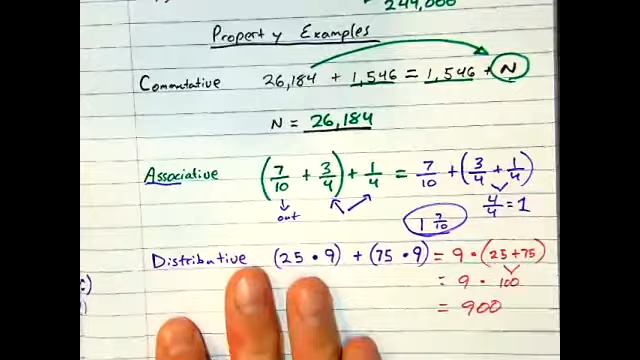 244,000
Property Examples
Commutative 26,184 + 1,546 = 1,546 + N
N = 26,184
Associative (7/10 + 3/4) + 1/4 = 7/10 + (3/4 + 1/4)
out 4/4 = 1
1 7/10
Distributive (25 • 9) + (75 • 9) = 9 • (25 + 75)
= 9 • 100
= 900